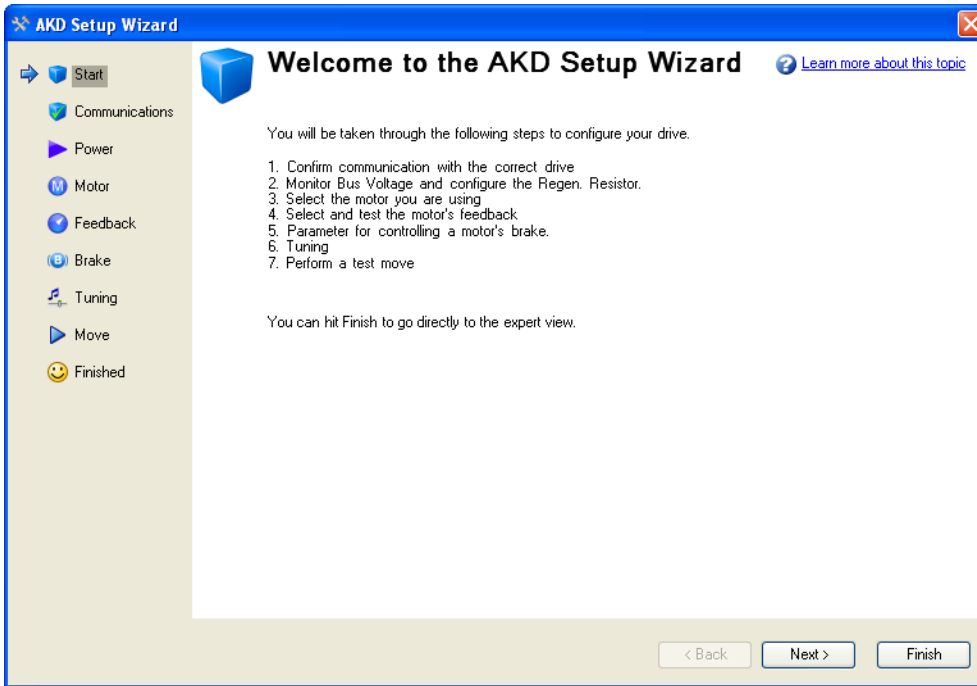 AKD Setup Wizard
Start
Communications
Power
Motor
Feedback
Brake
Tuning
Move
Finished
Welcome to the AKD Setup Wizard
Learn more about this topic
You will be taken through the following steps to configure your drive.
1. Confirm communication with the correct drive
2. Monitor Bus Voltage and configure the Regen. Resistor.
3. Select the motor you are using
4. Select and test the motor's feedback
5. Parameter for controlling a motor's brake.
6. Tuning
7. Perform a test move
You can hit Finish to go directly to the expert view.
< Back
Next >
Finish